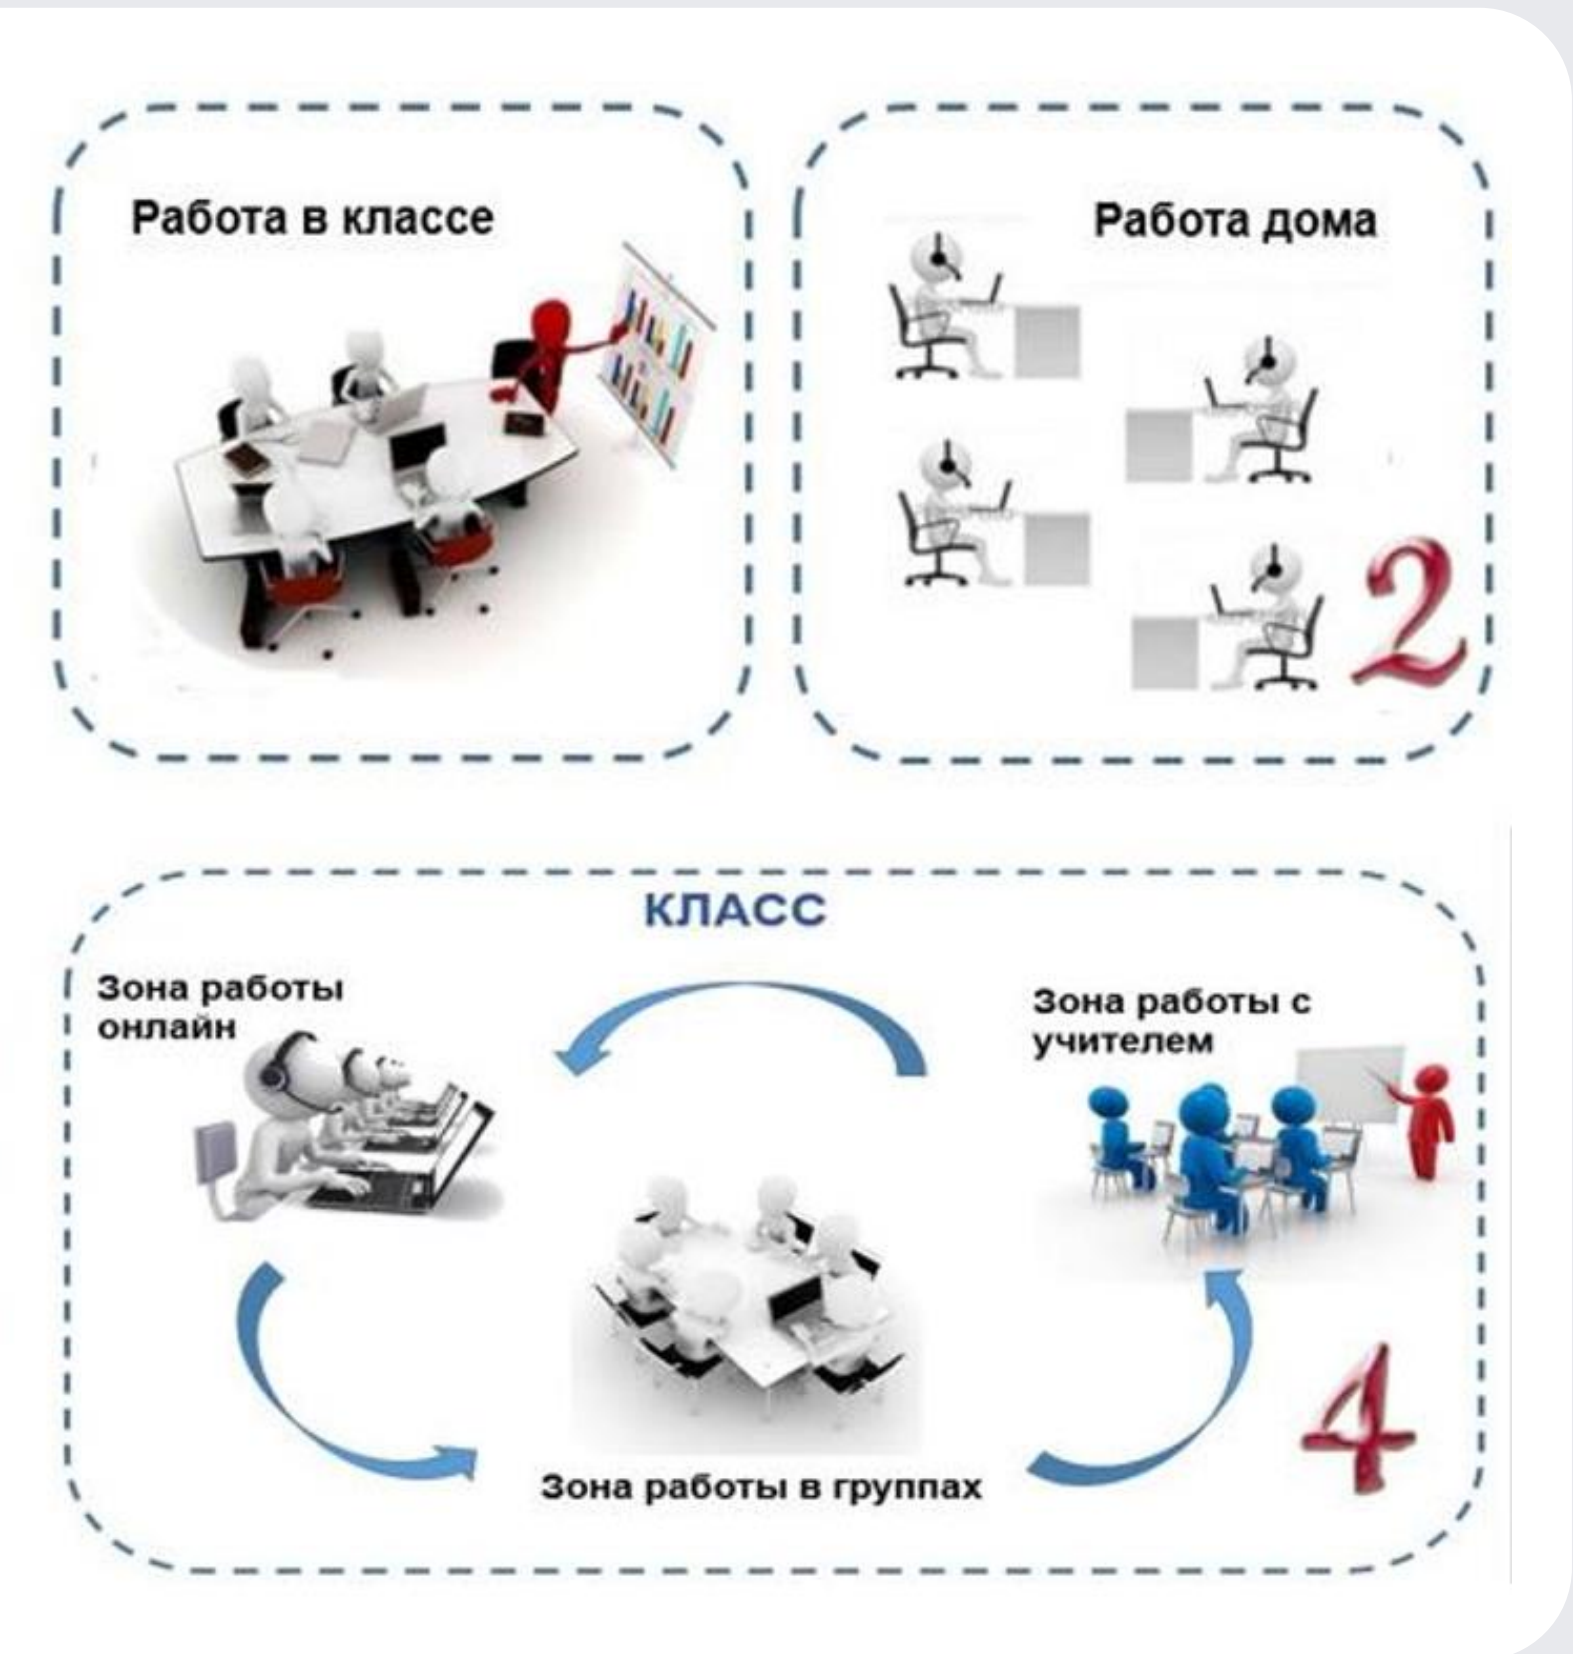 Работа в классе
Работа дома
2
КЛАСС
Зона работы
онлайн
Зона работы с
учителем
Зона работы в группах
4